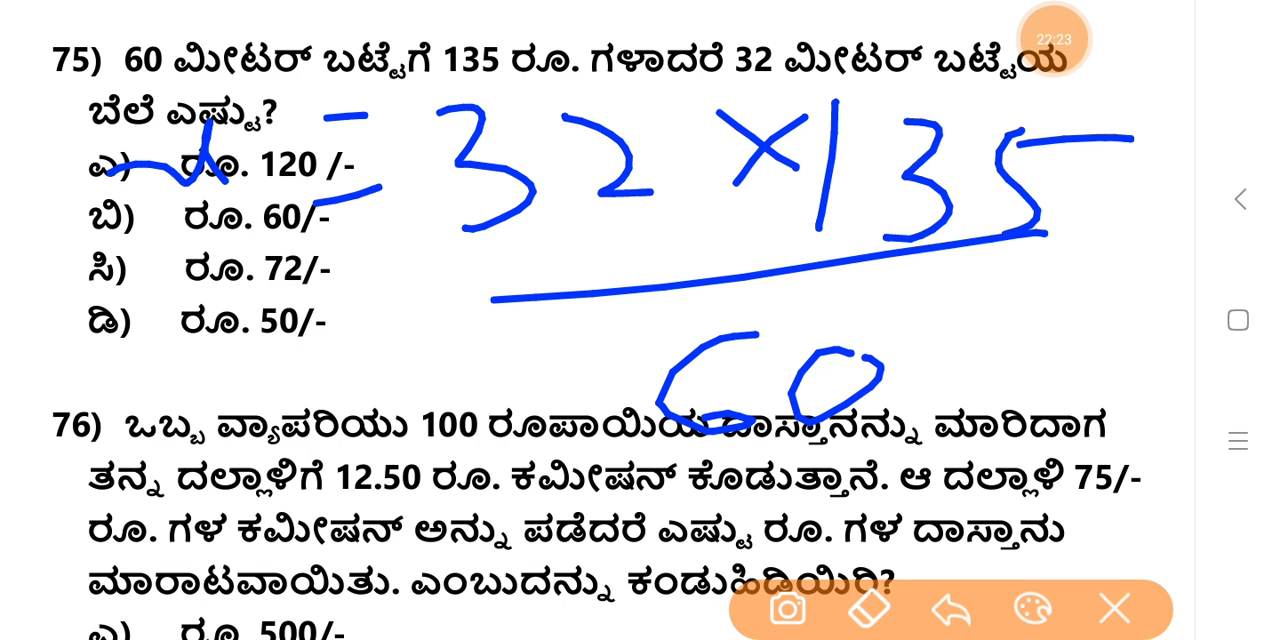 22:23
75) 60 ಮೀಟರ್ ಬಟ್ಟೆಗೆ 135 ರೂ. ಗಳಾದರೆ 32 ಮೀಟರ್ ಬಟ್ಟೆಯ
ಬೆಲೆ ಎಷ್ಟು?
= 32 × 135
ಎ) ರೂ. 120 /-
=
ಬಿ) ರೂ. 60/-
ಸಿ) ರೂ. 72/-
ಡಿ) ರೂ. 50/-
60
76) ಒಬ್ಬ ವ್ಯಾಪರಿಯು 100 ರೂಪಾಯಿಯ ದಾಸ್ತಾನನ್ನು ಮಾರಿದಾಗ
ತನ್ನ ದಲ್ಲಾಳಿಗೆ 12.50 ರೂ. ಕಮೀಷನ್ ಕೊಡುತ್ತಾನೆ. ಆ ದಲ್ಲಾಳಿ 75/-
ರೂ. ಗಳ ಕಮೀಷನ್ ಅನ್ನು ಪಡೆದರೆ ಎಷ್ಟು ರೂ. ಗಳ ದಾಸ್ತಾನು
ಮಾರಾಟವಾಯಿತು. ಎಂಬುದನ್ನು ಕಂಡುಹಿಡಿಯಿರಿ?
ಎ) ರೂ. 500/-